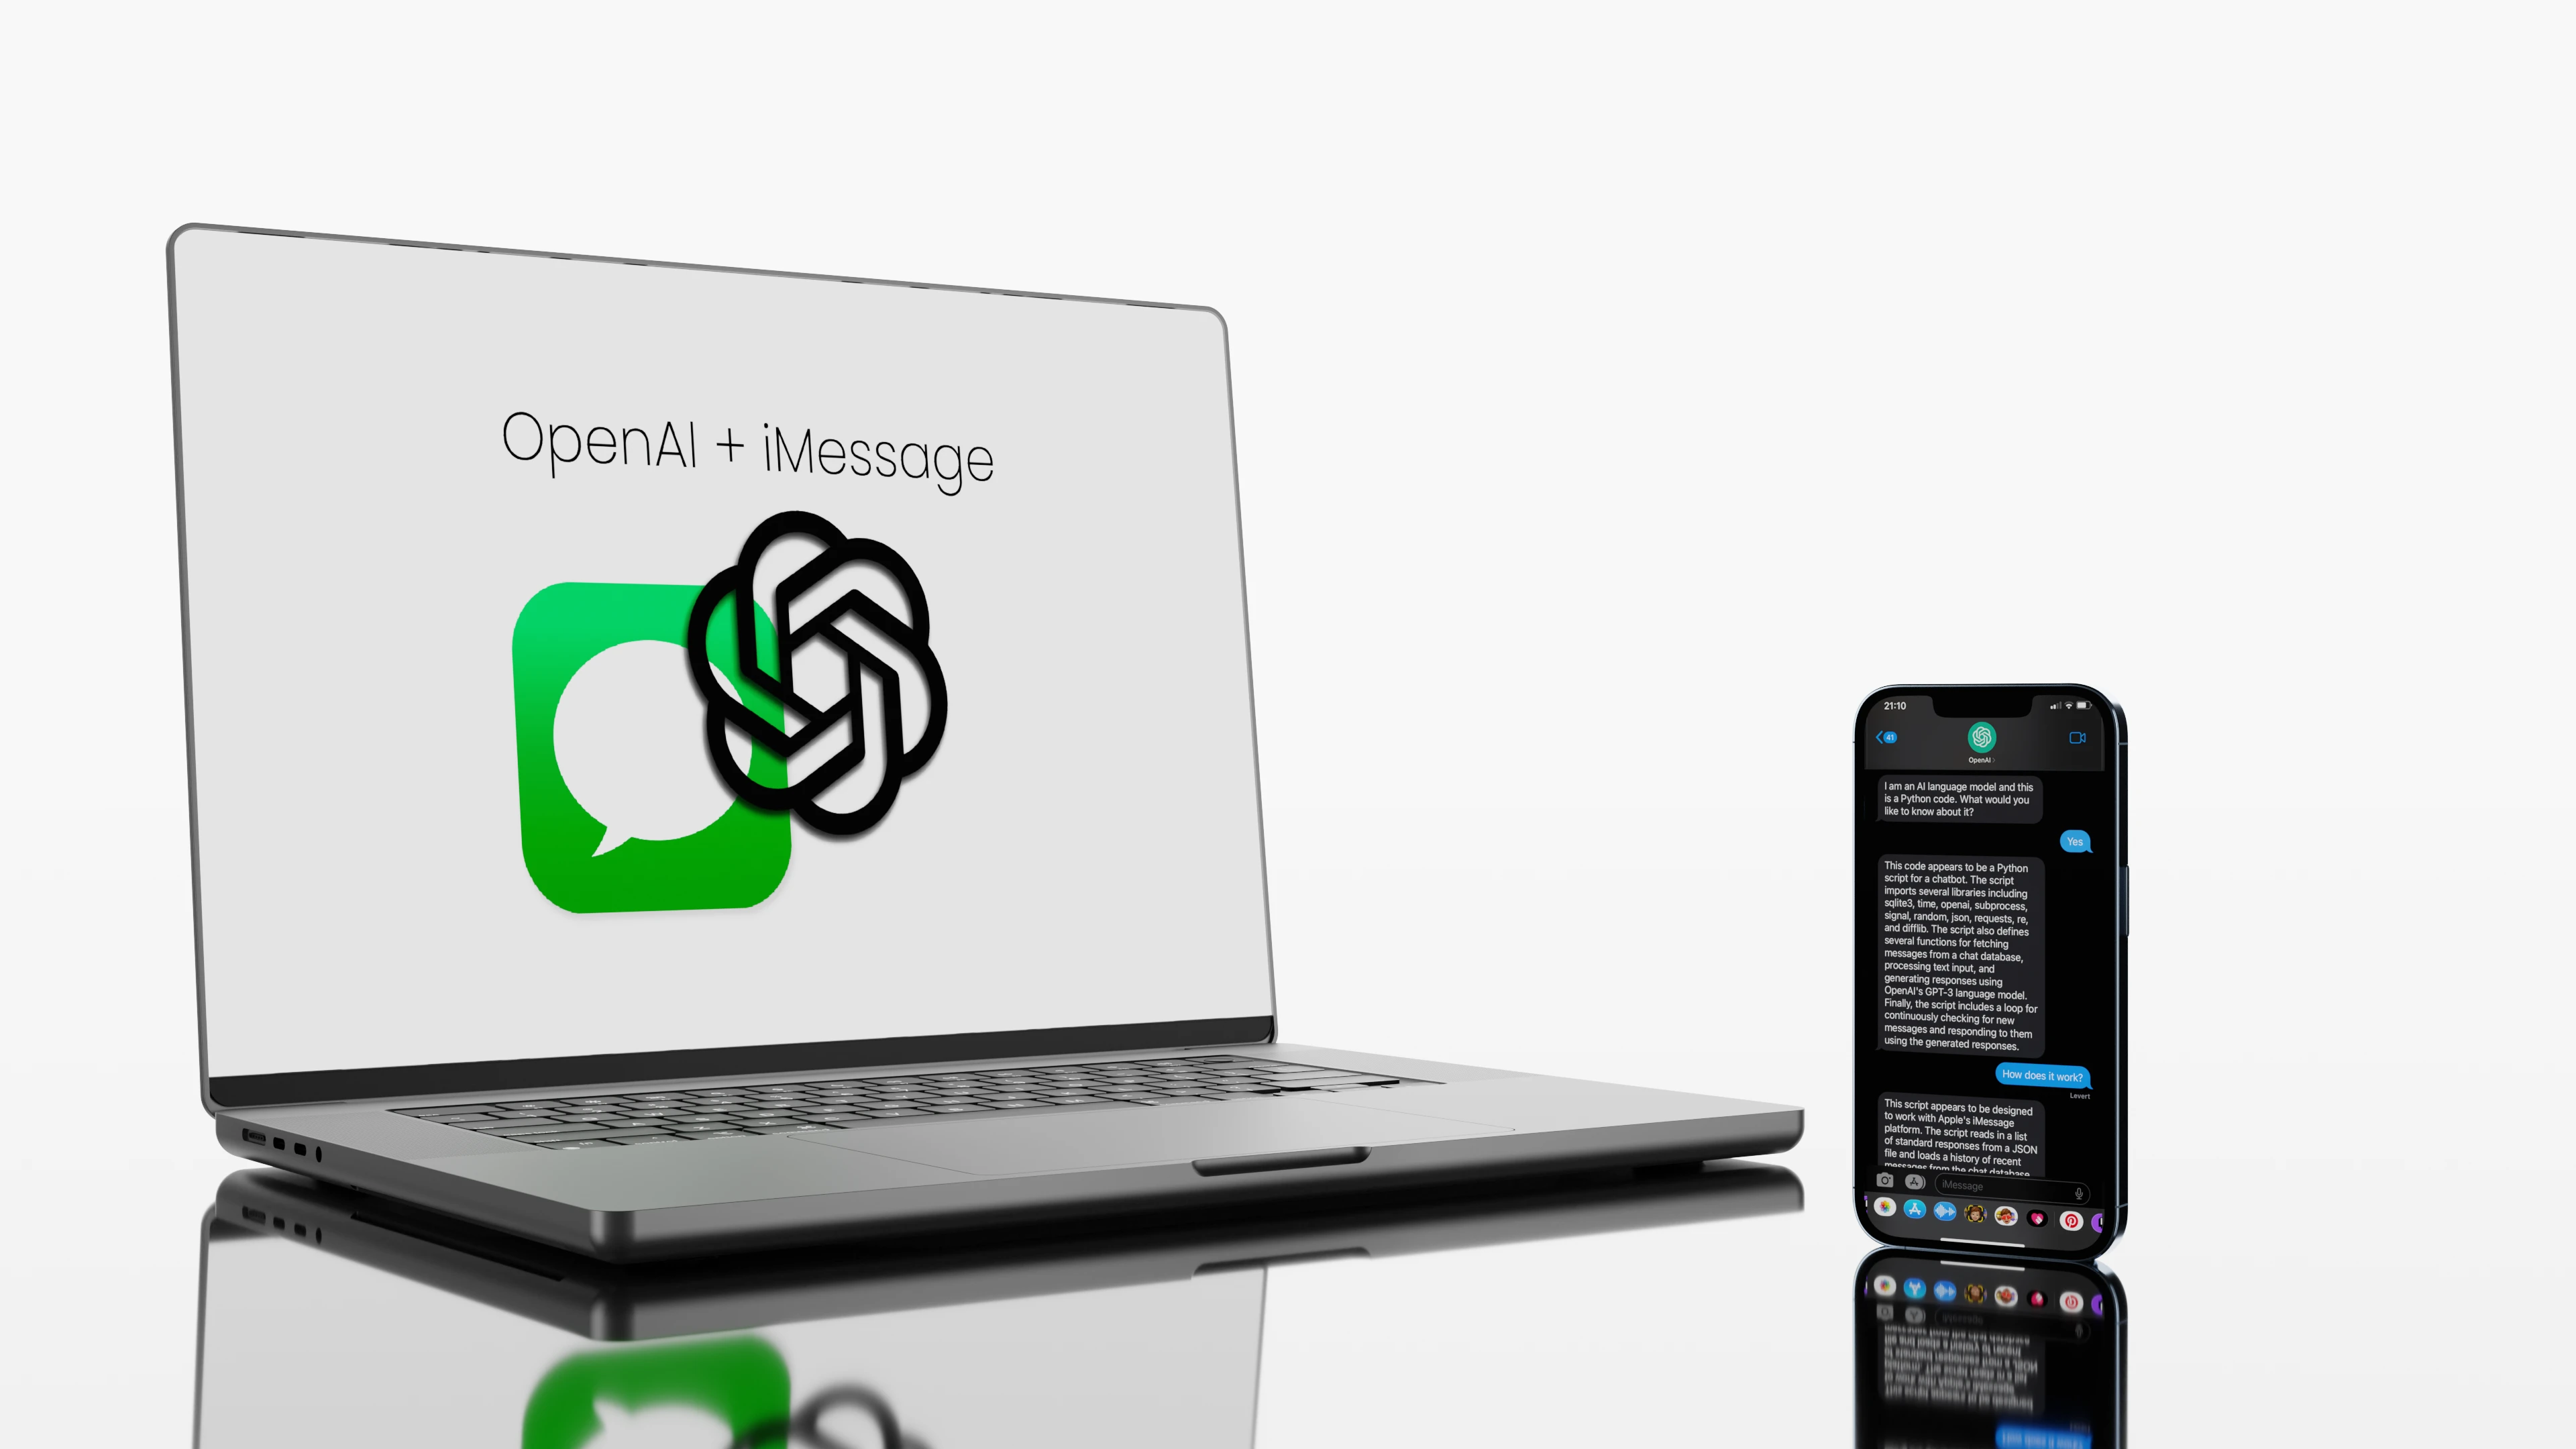 OpenAI + iMessage
21:10
41
OpenAI
I am an AI language model and this
is a Python code. What would you
like to know about it?
Yes
This code appears to be a Python
script for a chatbot. The script
imports several libraries including
sqlite3, time, openai, subprocess,
signal, random, json, requests, re,
and difflib. The script also defines
several functions for fetching
messages from a chat database,
processing text input, and
generating responses using
OpenAI's GPT-3 language model.
Finally, the script includes a loop for
continuously checking for new
messages and responding to them
using the generated responses.
How does it work?
Levert
This script appears to be designed
to work with Apple's iMessage
platform. The script reads in a list
of standard responses from a JSON
file and loads a history of recent
messages from the chat database
iMessage